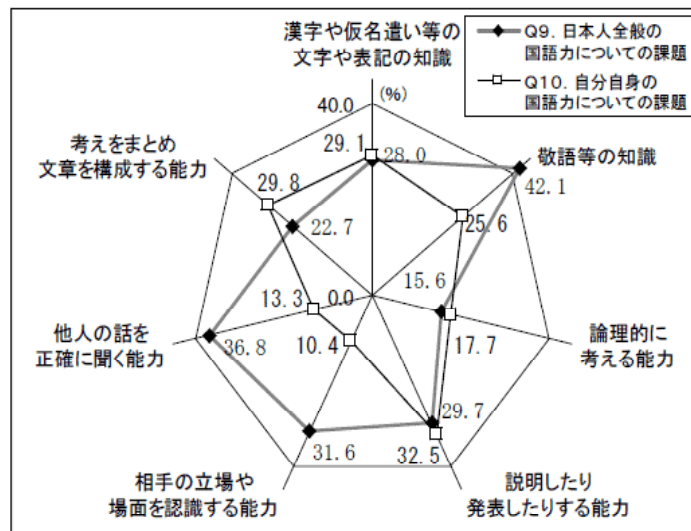 漢字や仮名遣い等の
文字や表記の知識
Q9. 日本人全般の
国語力についての課題
Q10. 自分自身の
国語力についての課題
40.0
(%)
考えをまとめ
文章を構成する能力
29.1
28.0
敬語等の知識
42.1
29.8
25.6
22.7
15.6
13.3
0.0
他人の話を
正確に聞く能力
36.8
10.4
17.7
論理的に
考える能力
29.7
31.6
32.5
相手の立場や
場面を認識する能力
説明したり
発表したりする能力